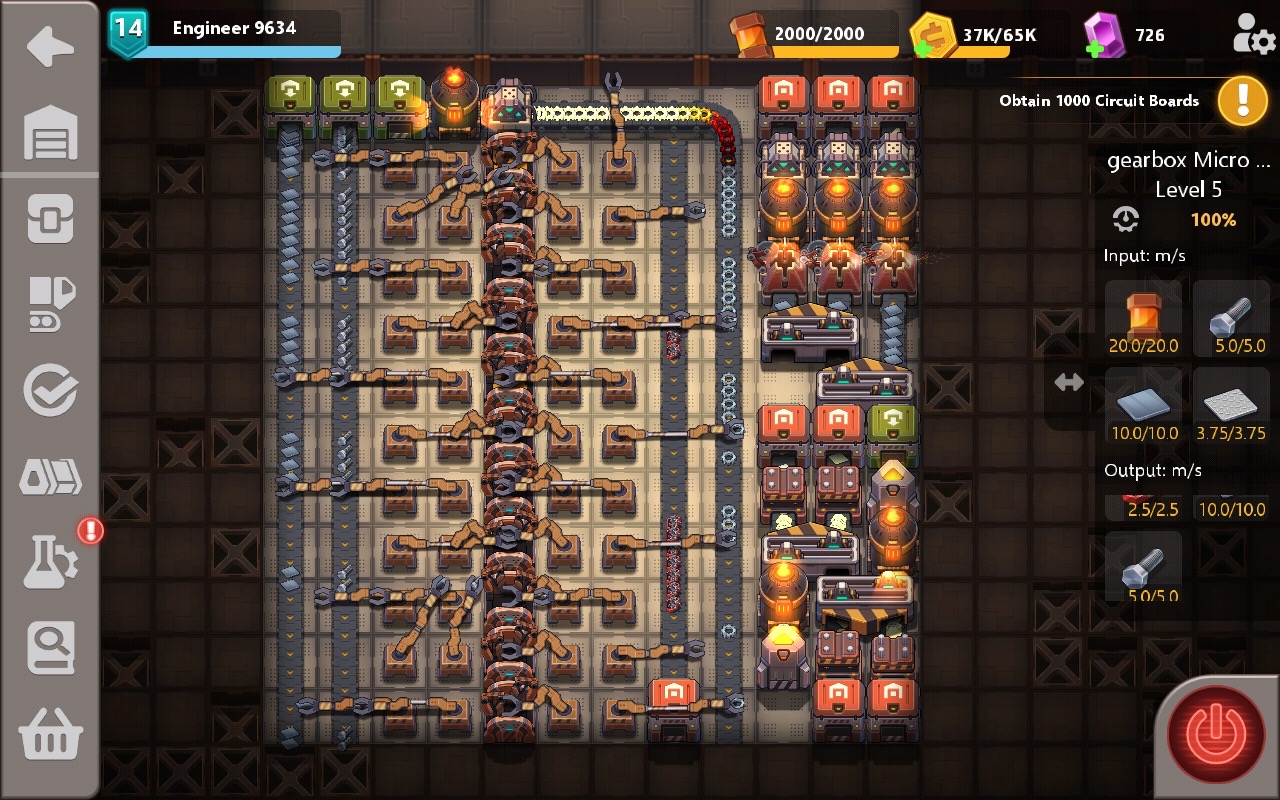 14
Engineer 9634
2000/2000
37K/65K
726
Obtain 1000 Circuit Boards
gearbox Micro ...
Level 5
100%
Input: m/s
20.0/20.0
5.0/5.0
10.0/10.0
3.75/3.75
Output: m/s
2.5/2.5
10.0/10.0
5.0/5.0